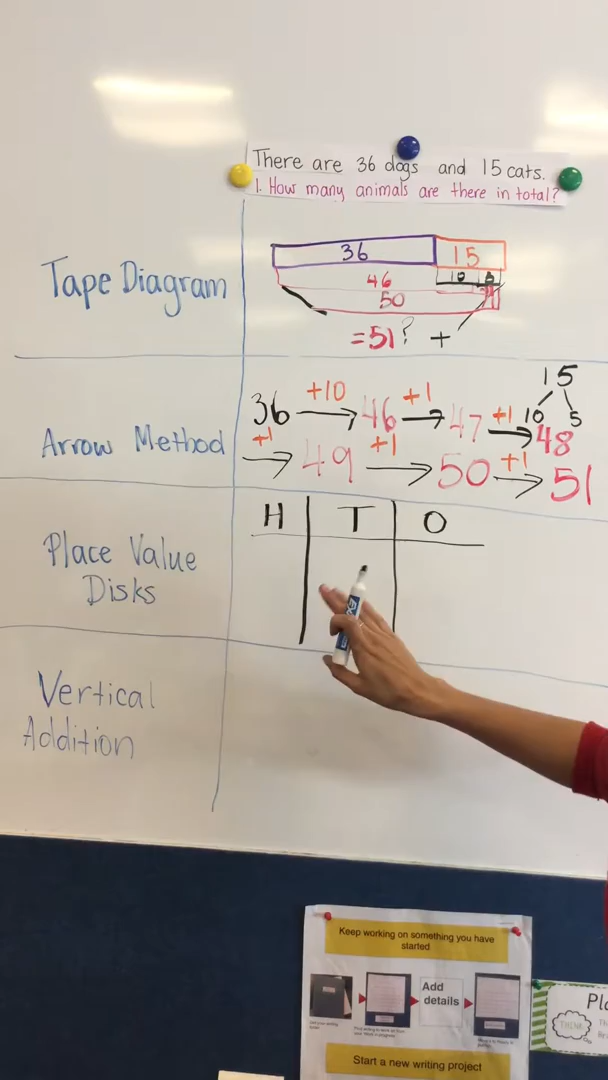 There are 36 dogs and 15 cats.
1. How many animals are there in total?
Tape Diagram
36 15
46 10
50
=51? +
Arrow Method
15
10 5
36 +10 46 +1 47 +1 48
+1 49 +1 50 +1 51
Place Value
Disks
H T O
Vertical
Addition
EXPO
Keep working on something you have
started
Add
details
Start a new writing project
THINK